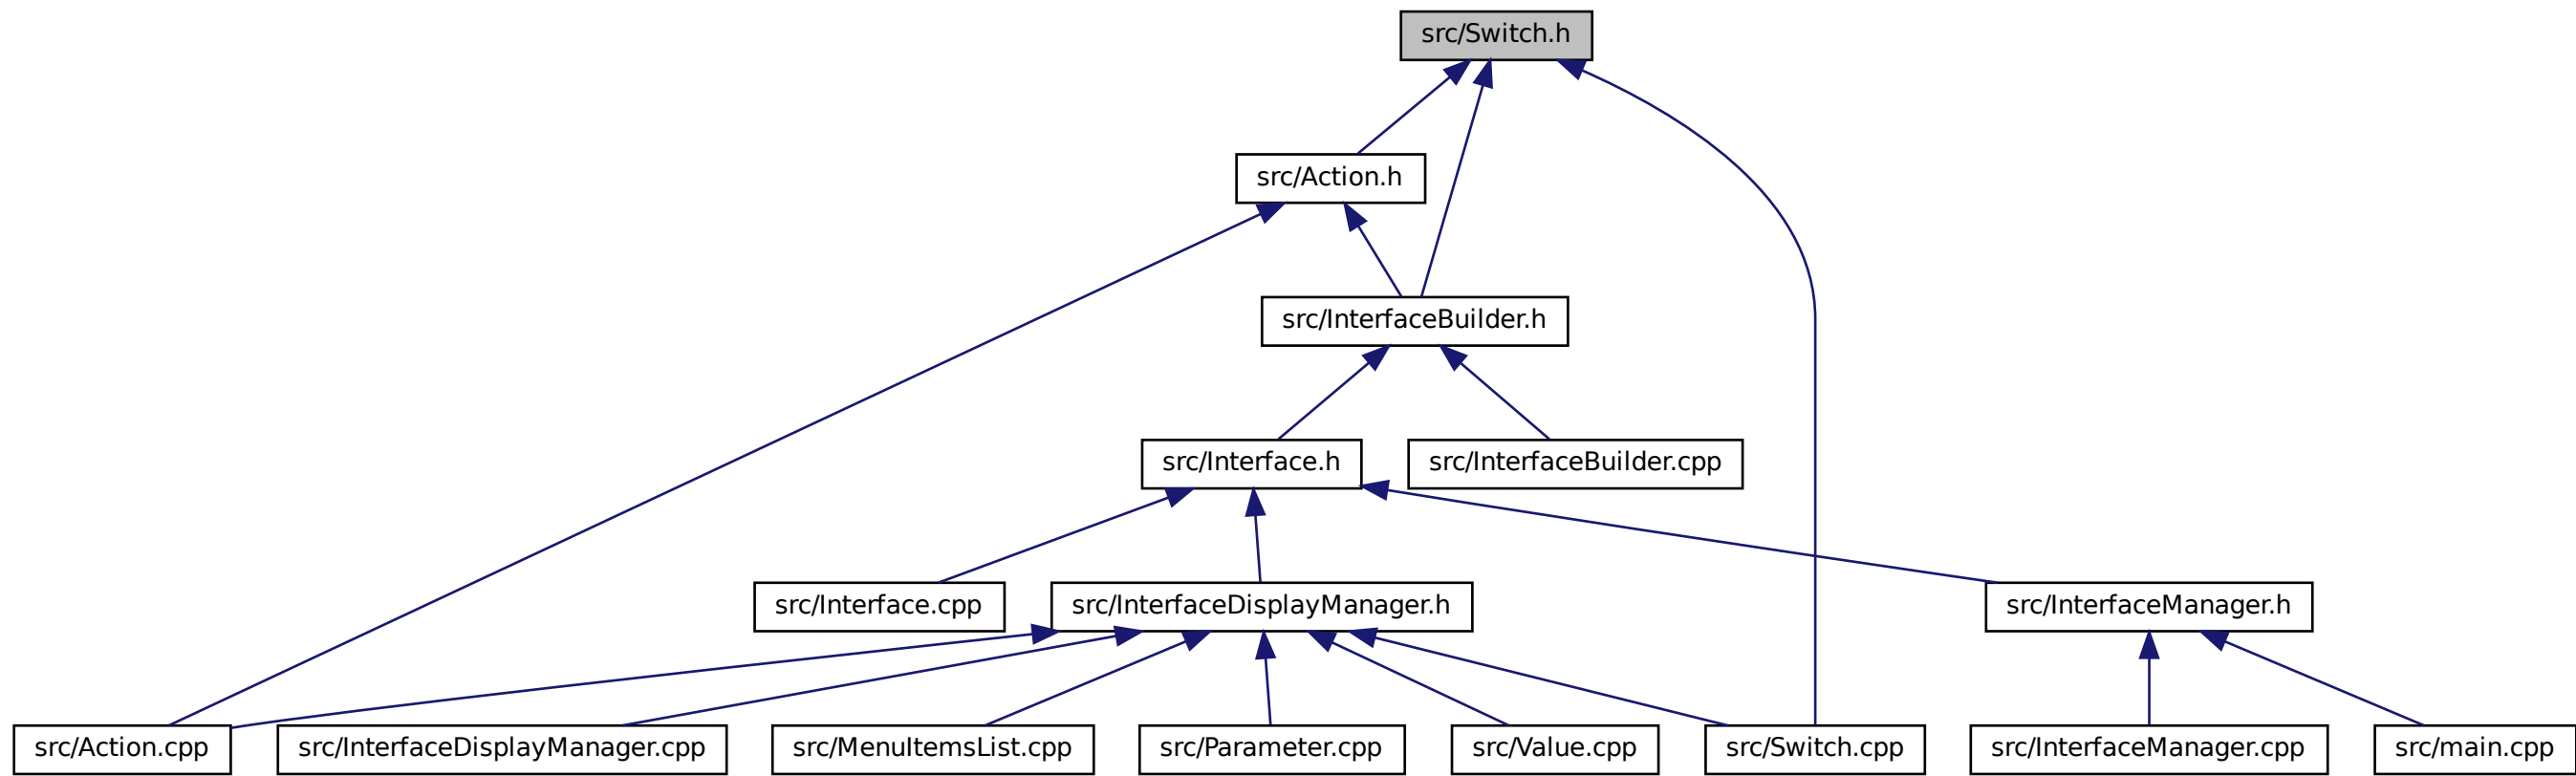 src/Switch.h
src/Action.h
src/InterfaceBuilder.h
src/Interface.h
src/InterfaceBuilder.cpp
src/Interface.cpp
src/InterfaceDisplayManager.h
src/InterfaceManager.h
src/Action.cpp
src/InterfaceDisplayManager.cpp
src/MenuItemsList.cpp
src/Parameter.cpp
src/Value.cpp
src/Switch.cpp
src/InterfaceManager.cpp
src/main.cpp